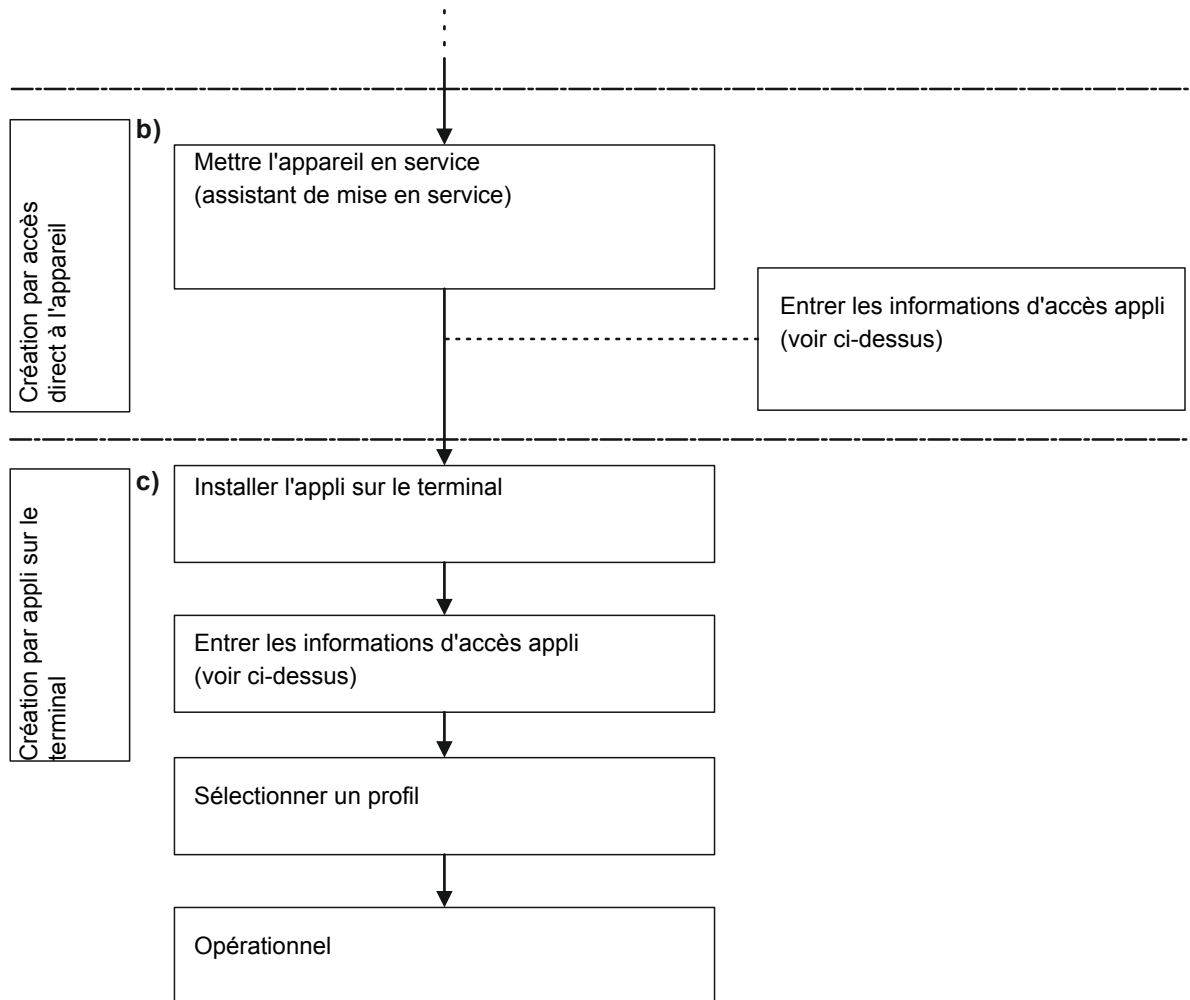 b)
Création par accès
direct à l'appareil
Mettre l'appareil en service
(assistant de mise en service)
Entrer les informations d'accès appli
(voir ci-dessus)
c)
Création par appli sur le
terminal
Installer l'appli sur le terminal
Entrer les informations d'accès appli
(voir ci-dessus)
Sélectionner un profil
Opérationnel